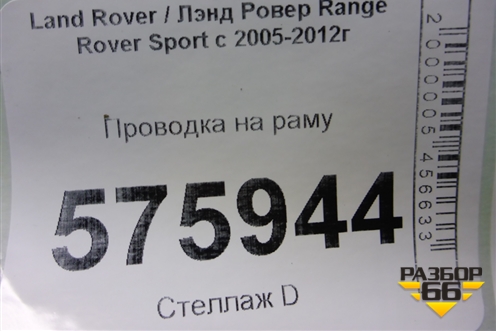 Land Rover / Лэнд Ровер Range
Rover Sport с 2005-2012г
Проводка на раму
575944
Стеллаж D
2000005456633
РАЗБОР
66